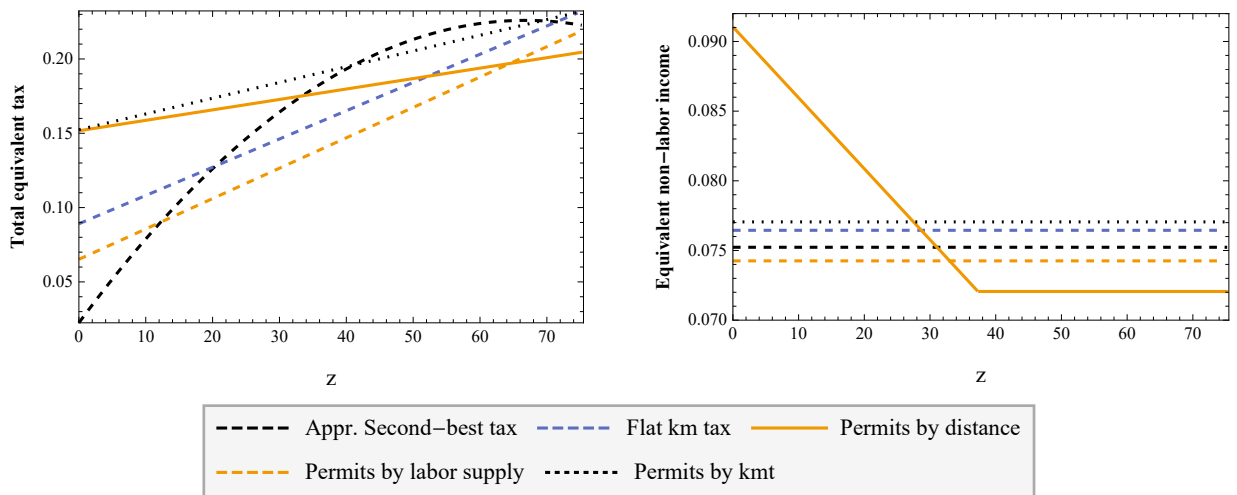 Total equivalent tax
0.20
0.15
0.10
0.05
0 10 20 30 40 50 60 70
z
Equivalent non−labor income
0.090
0.085
0.080
0.075
0.070
0 10 20 30 40 50 60 70
z
Appr. Second−best tax Flat km tax Permits by distance
Permits by labor supply Permits by kmt